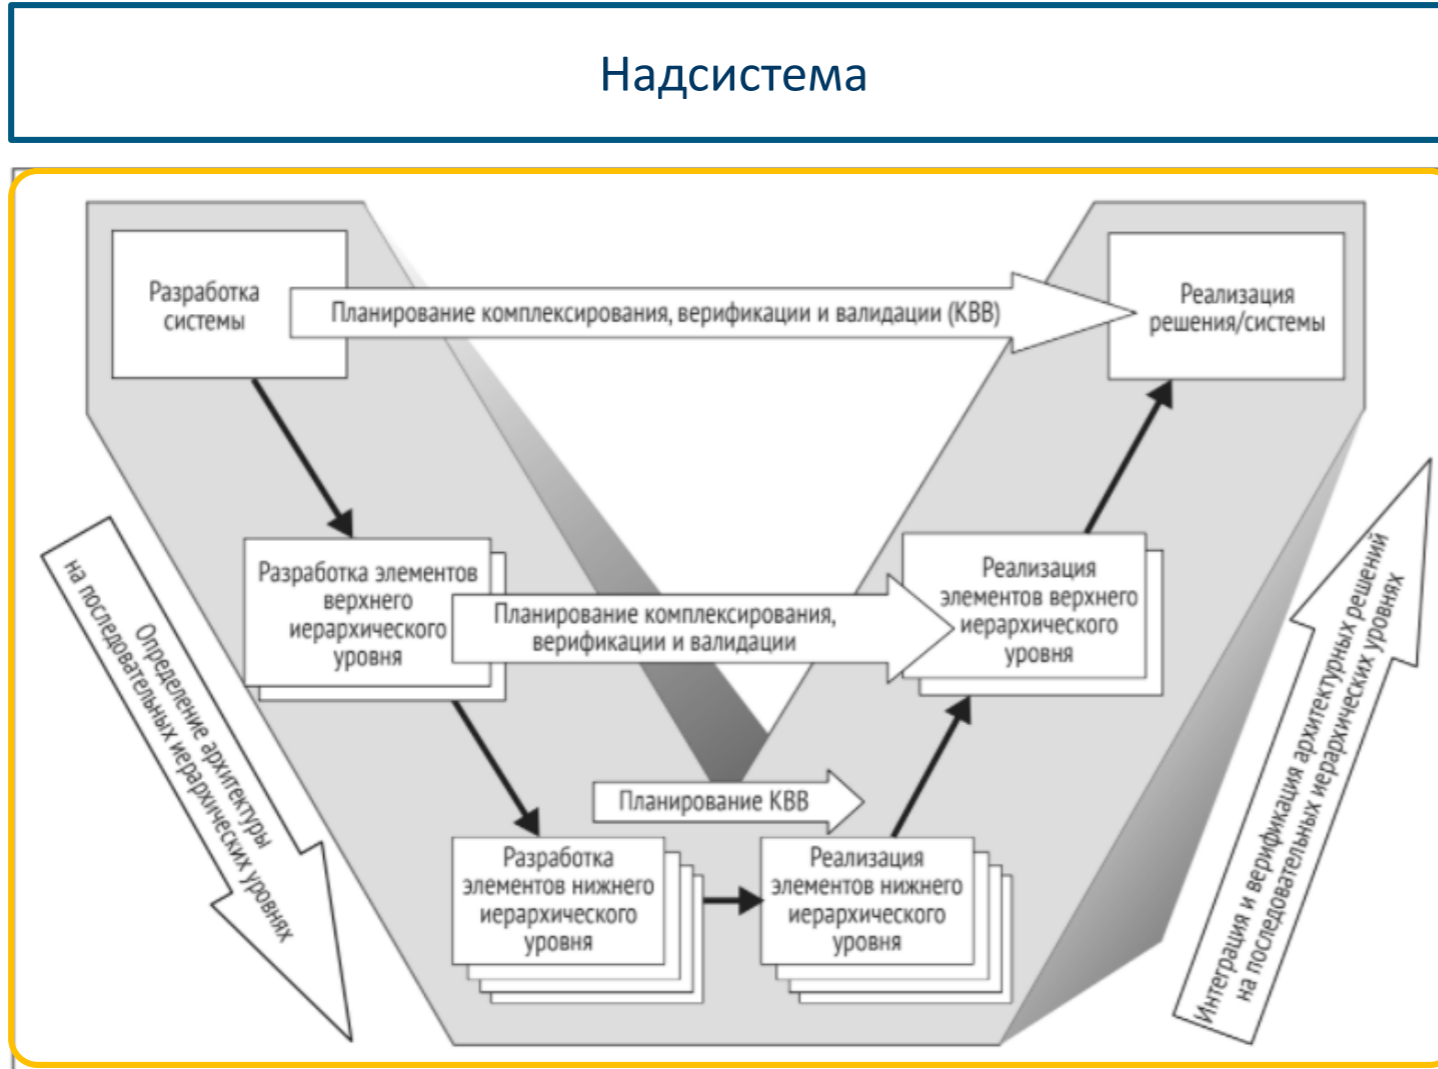 Надсистема
Разработка
системы
Планирование комплексирования, верификации и валидации (КВВ)
Реализация
решения/системы
Разработка элементов
верхнего
иерархического
уровня
Планирование комплексирования,
верификации и валидации
Реализация
элементов верхнего
иерархического
уровня
Определение архитектуры
на последовательных иерархических уровнях
Интеграция и верификация архитектурных решений
на последовательных иерархических уровнях
Планирование КВВ
Разработка
элементов нижнего
иерархического
уровня
Реализация
элементов нижнего
иерархического
уровня